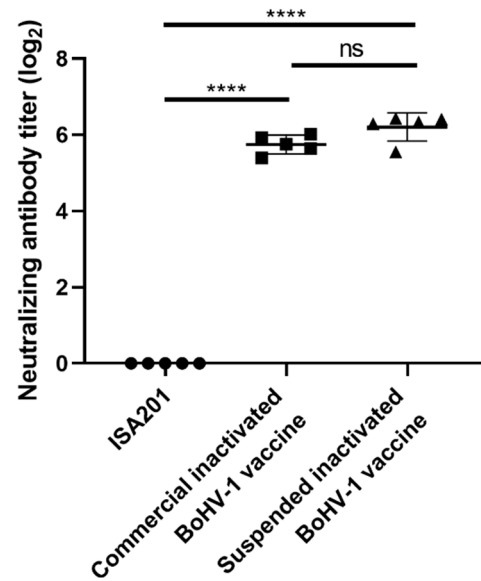 ****
ns
****
Neutralizing antibody titer (log2)
8
6
4
2
0
ISA201
Commercial inactivated
BoHV-1 vaccine
Suspended inactivated
BoHV-1 vaccine